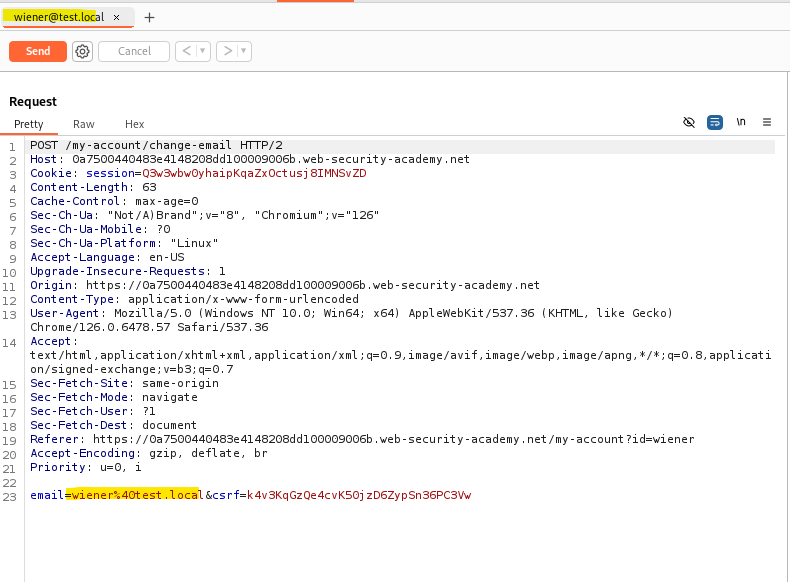 wiener@test.local × +
Send Cancel < ▾ > ▾
Request
Pretty Raw Hex \n
1 POST /my-account/change-email HTTP/2
2 Host: 0a7500440483e4148208dd100009006b.web-security-academy.net
3 Cookie: session=Q3w3wbw0yhaipKqaZxOctusj8IMNSvZD
4 Content-Length: 63
5 Cache-Control: max-age=0
6 Sec-Ch-Ua: "Not/A)Brand";v="8", "Chromium";v="126"
7 Sec-Ch-Ua-Mobile: ?0
8 Sec-Ch-Ua-Platform: "Linux"
9 Accept-Language: en-US
10 Upgrade-Insecure-Requests: 1
11 Origin: https://0a7500440483e4148208dd100009006b.web-security-academy.net
12 Content-Type: application/x-www-form-urlencoded
13 User-Agent: Mozilla/5.0 (Windows NT 10.0; Win64; x64) AppleWebKit/537.36 (KHTML, like Gecko)
Chrome/126.0.6478.57 Safari/537.36
14 Accept:
text/html,application/xhtml+xml,application/xml;q=0.9,image/avif,image/webp,image/apng,*/*;q=0.8,applicati
on/signed-exchange;v=b3;q=0.7
15 Sec-Fetch-Site: same-origin
16 Sec-Fetch-Mode: navigate
17 Sec-Fetch-User: ?1
18 Sec-Fetch-Dest: document
19 Referer: https://0a7500440483e4148208dd100009006b.web-security-academy.net/my-account?id=wiener
20 Accept-Encoding: gzip, deflate, br
21 Priority: u=0, i
22
23 email=wiener%40test.local&csrf=k4v3KqGzQe4cvK50jzD6ZypSn36PC3Vw